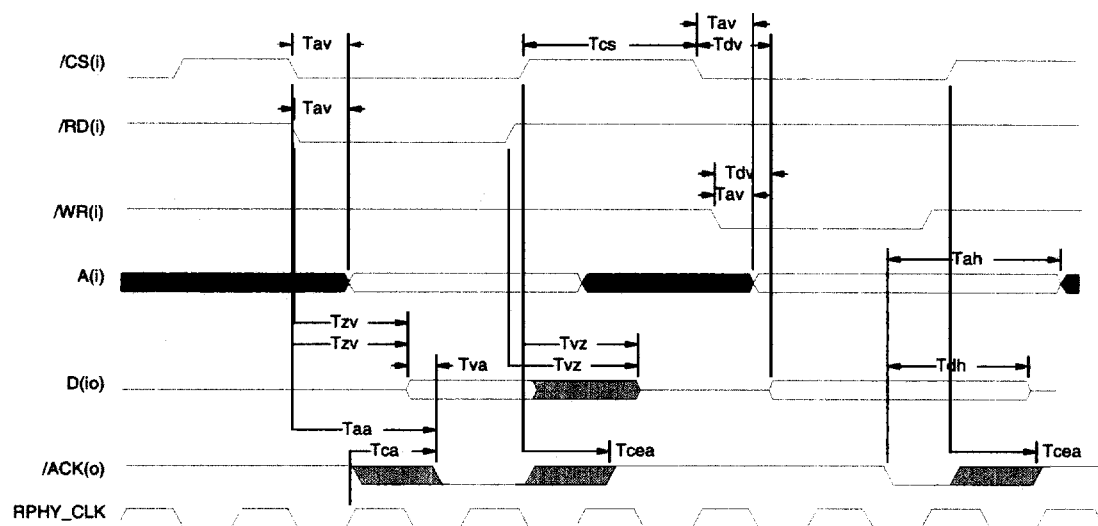 Tav
Tav
Tcs
Tdv
/CS(i)
Tav
/RD(i)
Tdv
Tav
/WR(i)
Tah
A(i)
Tzv
Tzv
Tvz
Tva
Tvz
Tdh
D(io)
Taa
Tca
Tcea
Tcea
/ACK(o)
RPHY_CLK